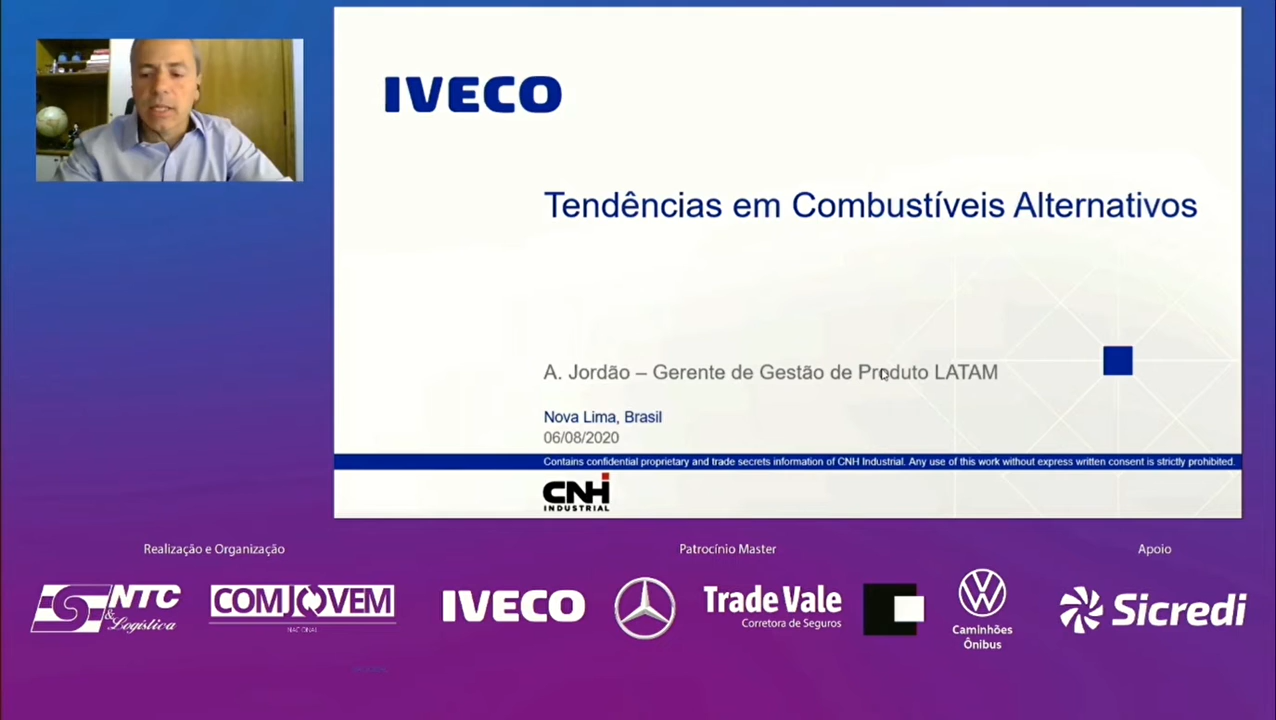 IVECO
Tendências em Combustíveis Alternativos
A. Jordão – Gerente de Gestão de Produto LATAM
Nova Lima, Brasil
06/08/2020
Contains confidential proprietary and trade secrets information of CNH Industrial. Any use of this work without express written consent is strictly prohibited.
CNH
INDUSTRIAL
Realização e Organização
Patrocínio Master
Apoio
NTC
& Logística
COMJOVEM
NACIONAL
IVECO
Trade Vale
Corretora de Seguros
Caminhões
Ônibus
Sicredi